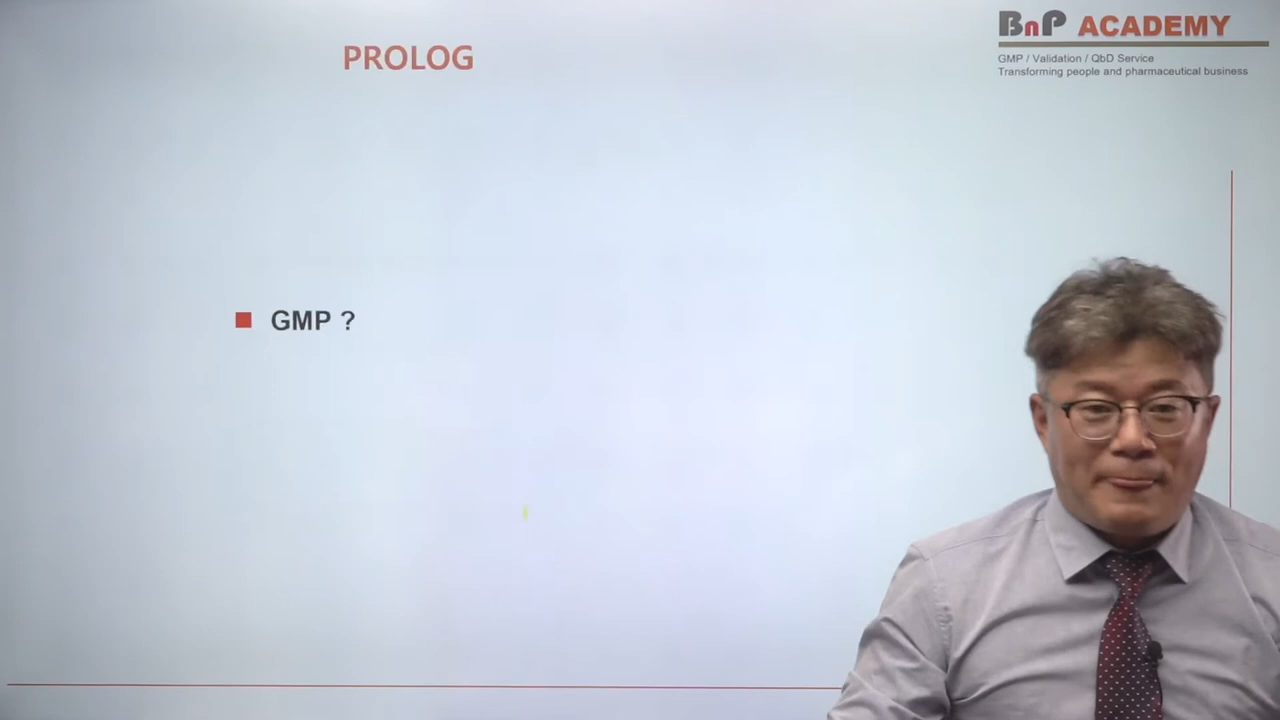 PROLOG
BnP ACADEMY
GMP / Validation / QbD Service
Transforming people and pharmaceutical business
GMP ?